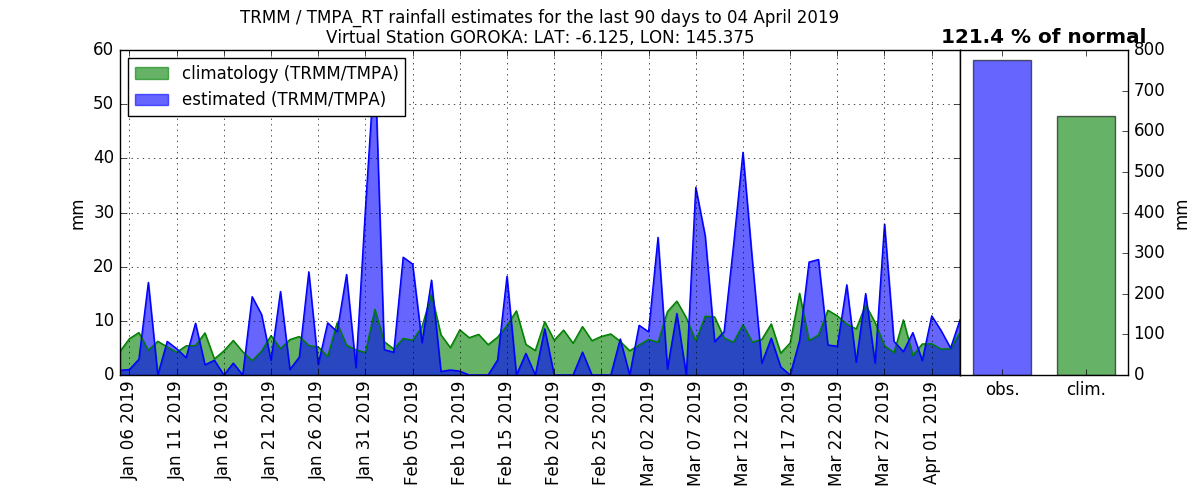 TRMM / TMPA_RT rainfall estimates for the last 90 days to 04 April 2019
Virtual Station GOROKA: LAT: -6.125, LON: 145.375
121.4 % of normal
climatology (TRMM/TMPA)
estimated (TRMM/TMPA)
mm
60
50
40
30
20
10
0
Jan 06 2019
Jan 11 2019
Jan 16 2019
Jan 21 2019
Jan 26 2019
Jan 31 2019
Feb 05 2019
Feb 10 2019
Feb 15 2019
Feb 20 2019
Feb 25 2019
Mar 02 2019
Mar 07 2019
Mar 12 2019
Mar 17 2019
Mar 22 2019
Mar 27 2019
Apr 01 2019
obs.
clim.
800
700
600
500
400
300
200
100
0
mm